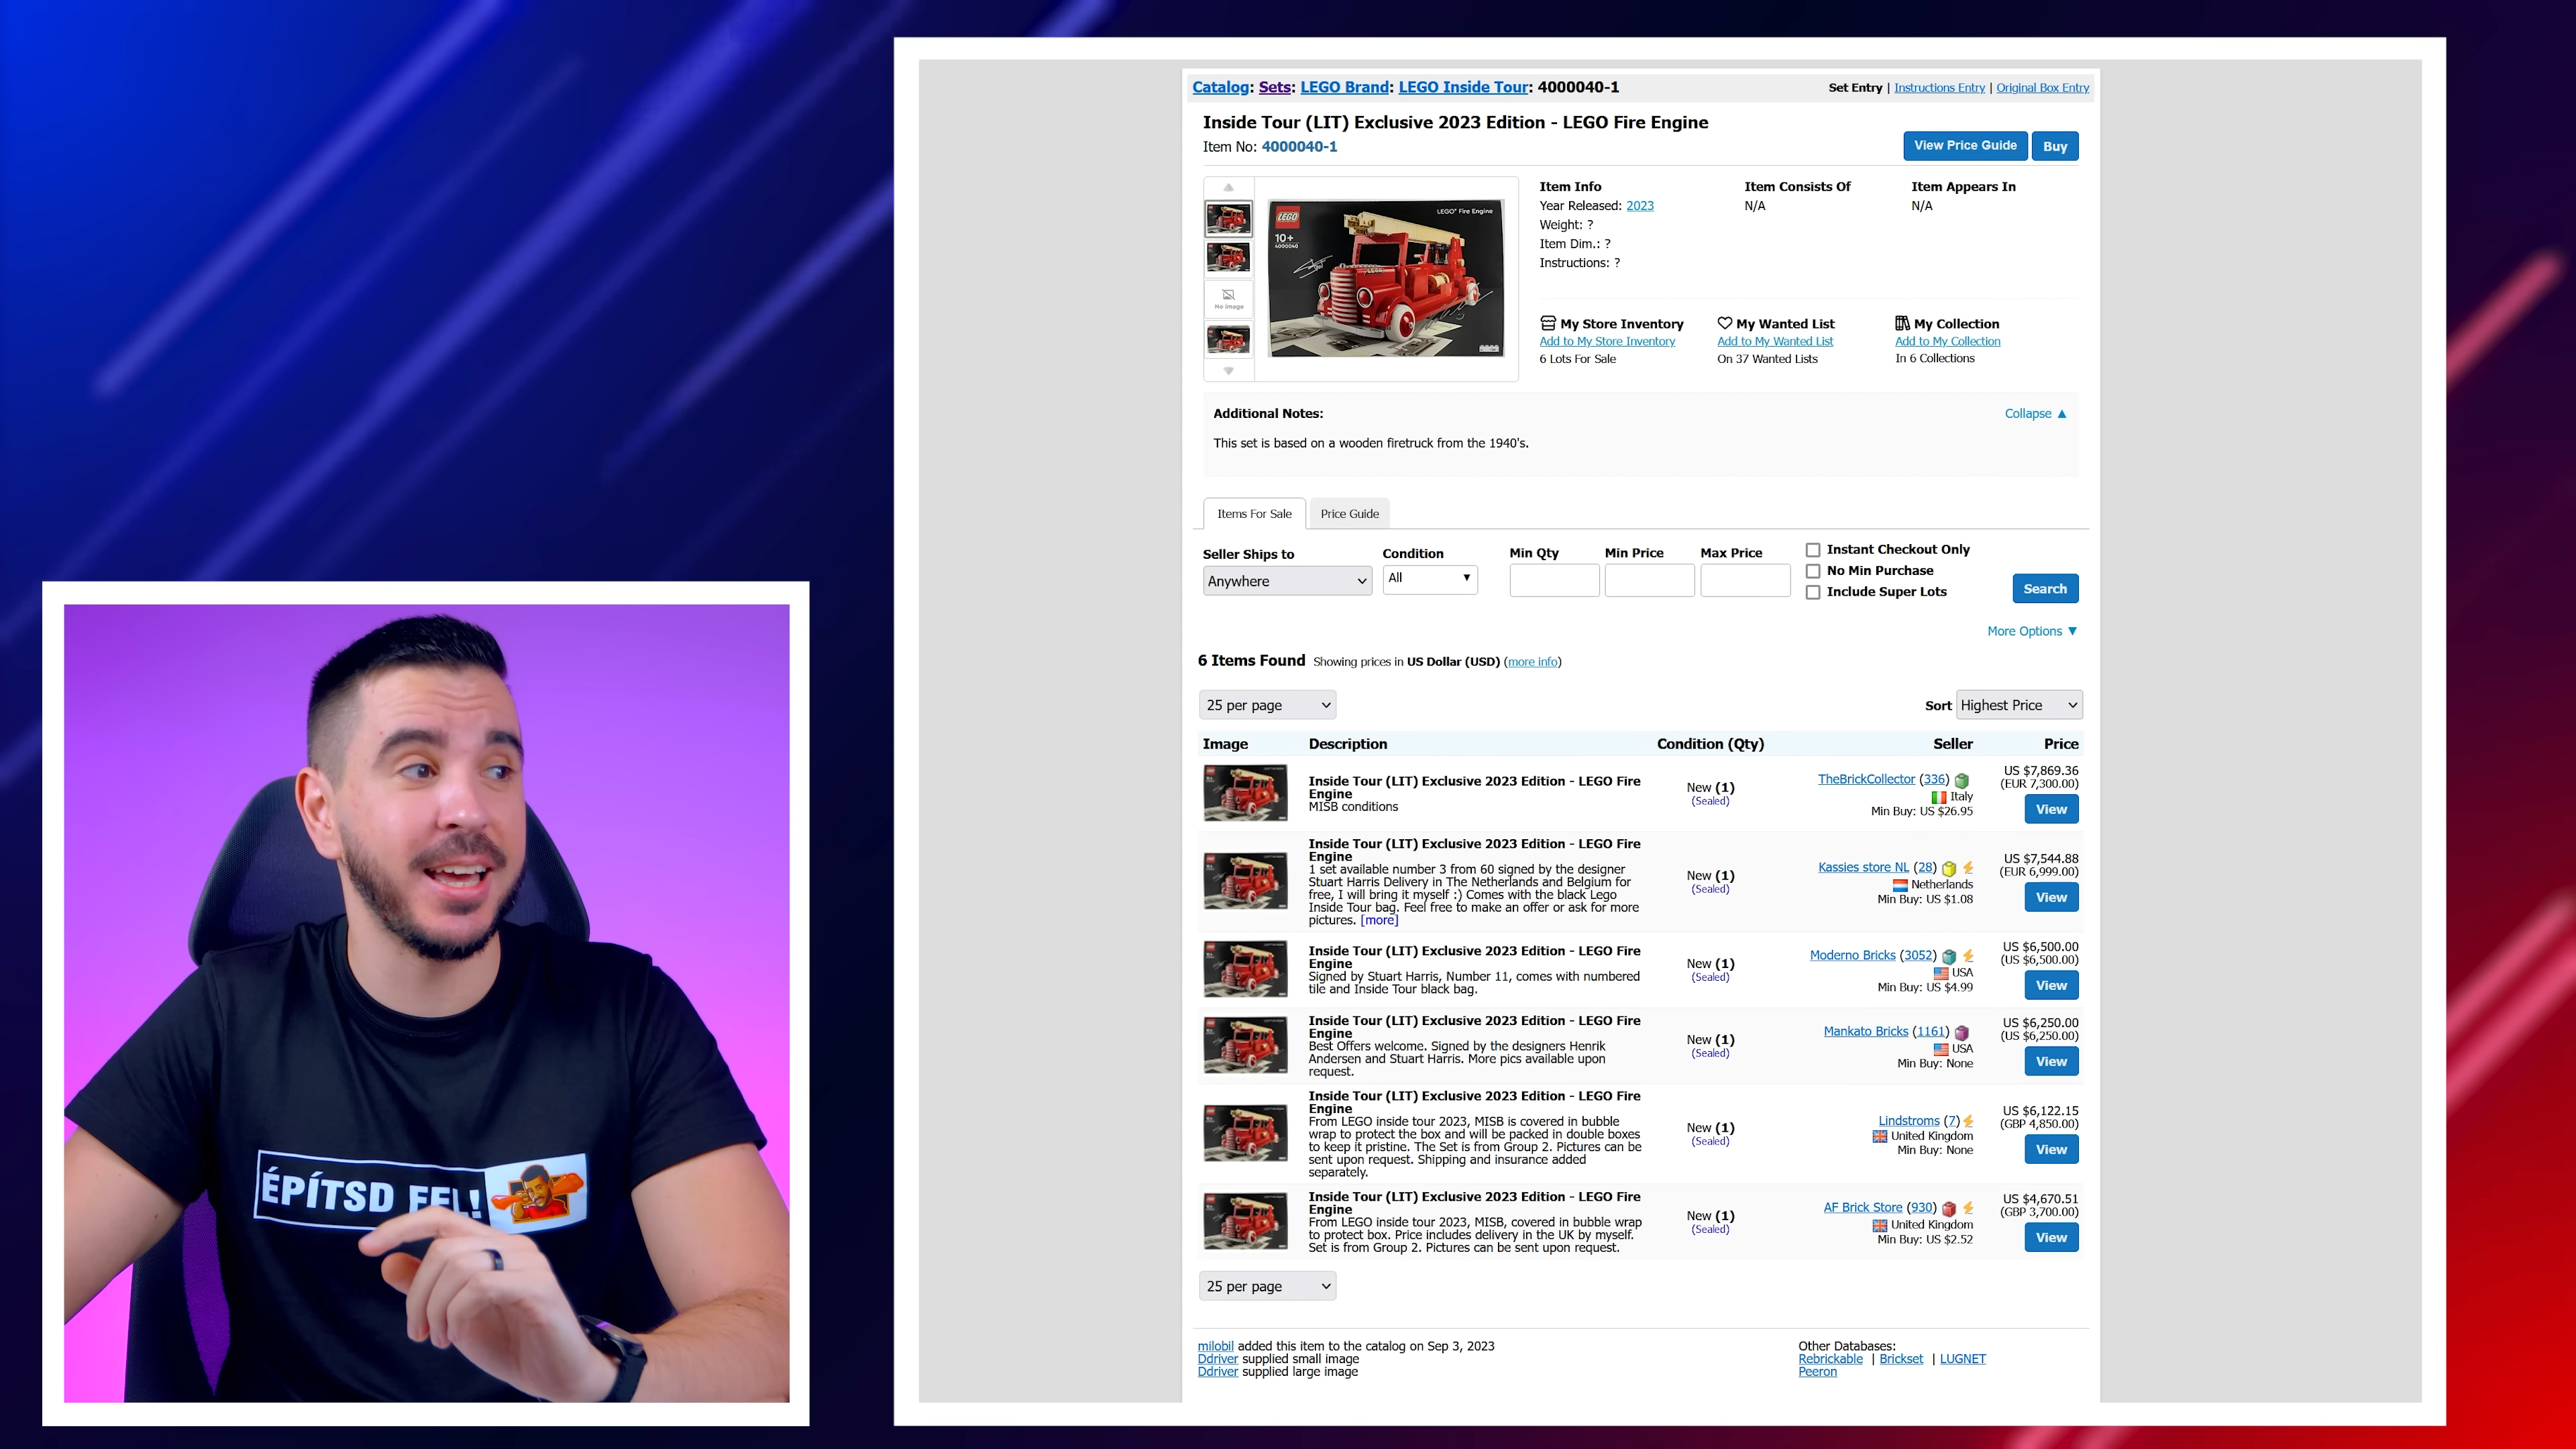 Catalog: Sets: LEGO Brand: LEGO Inside Tour: 4000040-1
Set Entry | Instructions Entry | Original Box Entry
Inside Tour (LIT) Exclusive 2023 Edition - LEGO Fire Engine
Item No: 4000040-1
View Price Guide
Buy
LEGO
LEGO® Fire Engine
10+
4000040
No Image
Item Info
Year Released: 2023
Weight: ?
Item Dim.: ?
Instructions: ?
Item Consists Of
N/A
Item Appears In
N/A
My Store Inventory
Add to My Store Inventory
6 Lots For Sale
My Wanted List
Add to My Wanted List
On 37 Wanted Lists
My Collection
Add to My Collection
In 6 Collections
Additional Notes:
Collapse ▲
This set is based on a wooden firetruck from the 1940's.
Items For Sale
Price Guide
Seller Ships to
Anywhere
Condition
All
Min Qty
Min Price
Max Price
Instant Checkout Only
No Min Purchase
Include Super Lots
Search
More Options ▼
6 Items Found Showing prices in US Dollar (USD) (more info)
25 per page
Sort Highest Price
Image Description Condition (Qty) Seller Price
Inside Tour (LIT) Exclusive 2023 Edition - LEGO Fire
Engine
MISB conditions
New (1)
(Sealed)
TheBrickCollector (336)
Italy
Min Buy: US $26.95
US $7,869.36
(EUR 7,300.00)
View
Inside Tour (LIT) Exclusive 2023 Edition - LEGO Fire
Engine
1 set available number 3 from 60 signed by the designer
Stuart Harris Delivery in The Netherlands and Belgium for
free, I will bring it myself :) Comes with the black Lego
Inside Tour bag. Feel free to make an offer or ask for more
pictures. [more]
New (1)
(Sealed)
Kassies store NL (28)
Netherlands
Min Buy: US $1.08
US $7,544.88
(EUR 6,999.00)
View
Inside Tour (LIT) Exclusive 2023 Edition - LEGO Fire
Engine
Signed by Stuart Harris, Number 11, comes with numbered
tile and Inside Tour black bag.
New (1)
(Sealed)
Moderno Bricks (3052)
USA
Min Buy: US $4.99
US $6,500.00
(US $6,500.00)
View
Inside Tour (LIT) Exclusive 2023 Edition - LEGO Fire
Engine
Best Offers welcome. Signed by the designers Henrik
Andersen and Stuart Harris. More pics available upon
request.
New (1)
(Sealed)
Mankato Bricks (1161)
USA
Min Buy: None
US $6,250.00
(US $6,250.00)
View
Inside Tour (LIT) Exclusive 2023 Edition - LEGO Fire
Engine
From LEGO inside tour 2023, MISB is covered in bubble
wrap to protect the box and will be packed in double boxes
to keep it pristine. The Set is from Group 2. Pictures can be
sent upon request. Shipping and insurance added
separately.
New (1)
(Sealed)
Lindstroms (7)
United Kingdom
Min Buy: None
US $6,122.15
(GBP 4,850.00)
View
Inside Tour (LIT) Exclusive 2023 Edition - LEGO Fire
Engine
From LEGO inside tour 2023, MISB, covered in bubble wrap
to protect box. Price includes delivery in the UK by myself.
Set is from Group 2. Pictures can be sent upon request.
New (1)
(Sealed)
AF Brick Store (930)
United Kingdom
Min Buy: US $2.52
US $4,670.51
(GBP 3,700.00)
View
25 per page
milobil added this item to the catalog on Sep 3, 2023
Ddriver supplied small image
Ddriver supplied large image
Other Databases:
Rebrickable | Brickset | LUGNET
Peeron
ÉPÍTSD FEL!